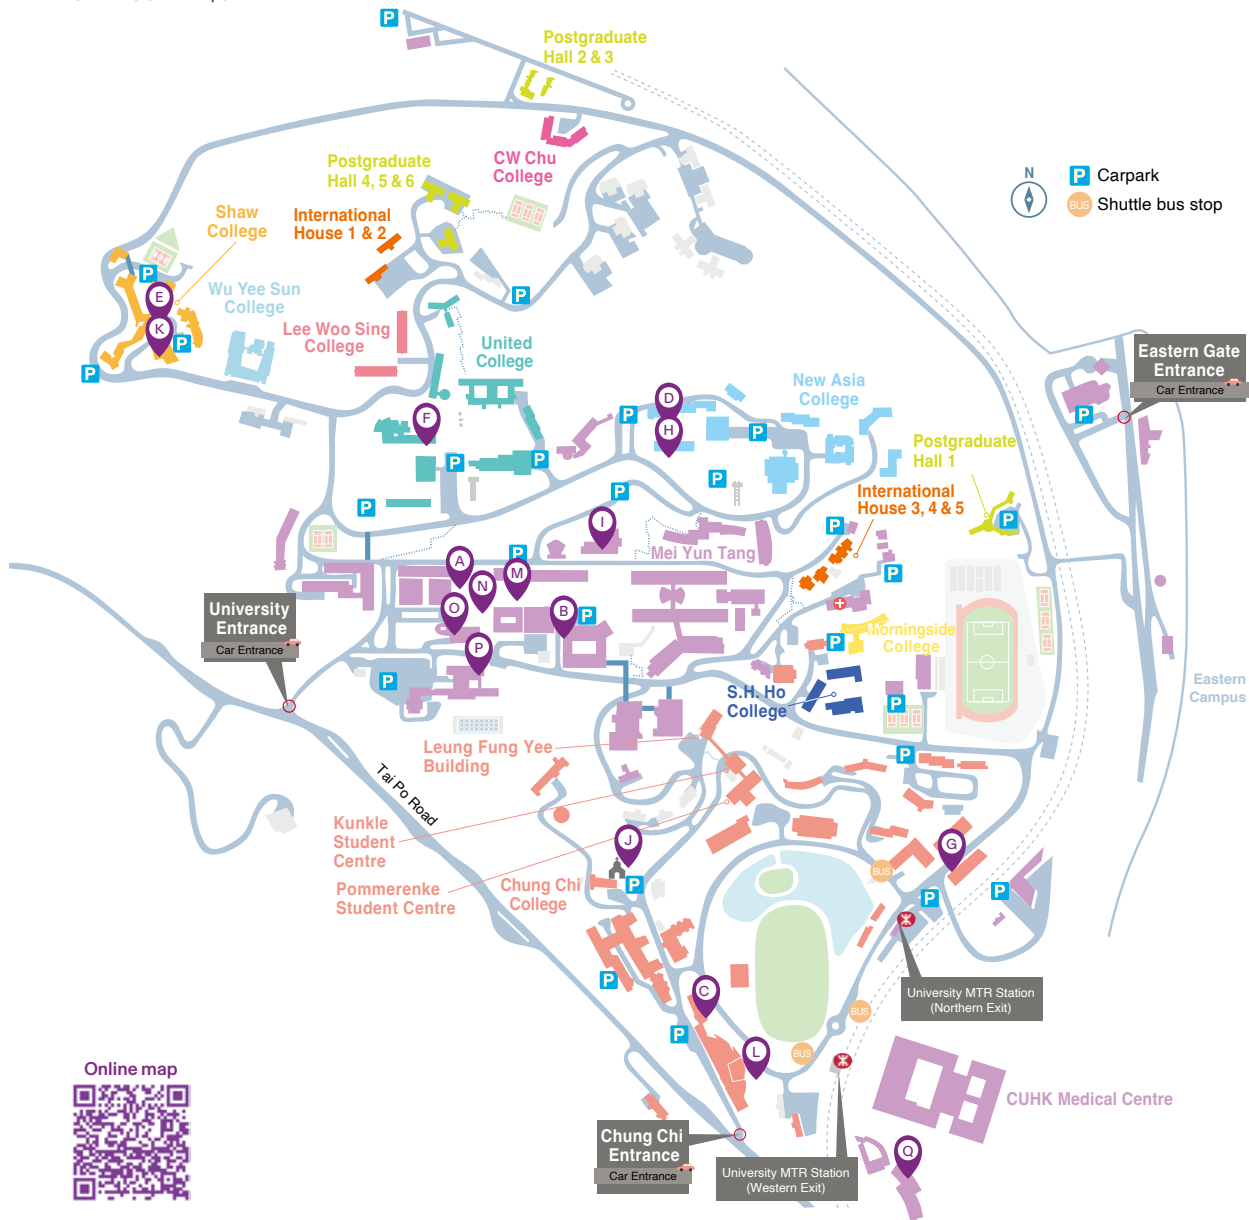 P
Postgraduate
Hall 2 & 3
N
P Carpark
BUS Shuttle bus stop
CW Chu
College
Postgraduate
Hall 4, 5 & 6
International
House 1 & 2
Shaw
College
P
E
K
P
P
Wu Yee Sun
College
Lee Woo Sing
College
P
United
College
F
P
P
P
D
H
P
P
P
New Asia
College
Eastern Gate
Entrance
Car Entrance
P
Postgraduate
Hall 1
P
International
House 3, 4 & 5
P
P
P
I
Mei Yun Tang
A
P
M
N
O
B
P
P
P
University
Entrance
Car Entrance
Morningside
College
P
S.H. Ho
College
P
Eastern
Campus
Leung Fung Yee
Building
P
Tai Po Road
Kunkle
Student
Centre
Pommerenke
Student Centre
J
Chung Chi
College
P
BUS
G
P
P
P
C
P
L
BUS
BUS
University MTR Station
(Northern Exit)
Online map
CUHK Medical Centre
Chung Chi
Entrance
Car Entrance
University MTR Station
(Western Exit)
Q